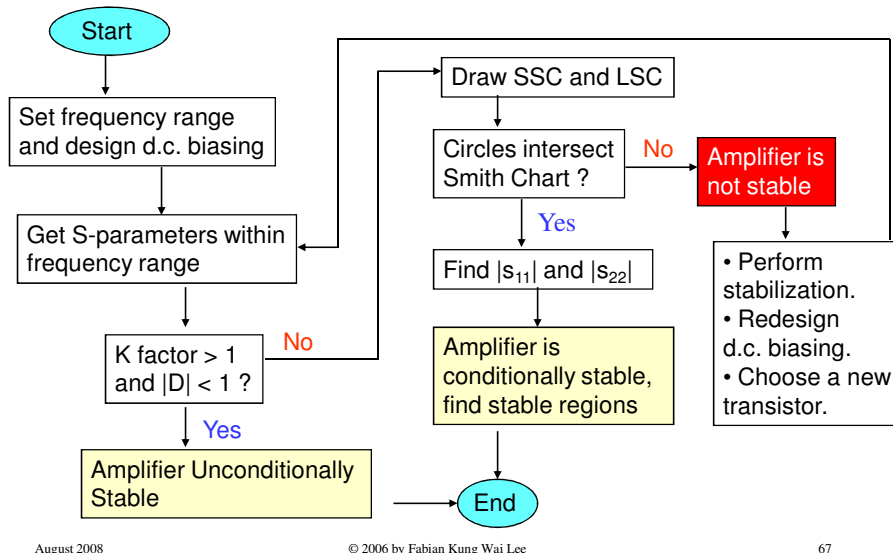 Start
Set frequency range
and design d.c. biasing
Get S-parameters within
frequency range
K factor > 1
and |D| < 1 ?
No
Yes
Amplifier Unconditionally
Stable
Draw SSC and LSC
Circles intersect
Smith Chart ?
No
Yes
Amplifier is
not stable
Find |s₁₁| and |s₂₂|
Amplifier is
conditionally stable,
find stable regions
• Perform
stabilization.
• Redesign
d.c. biasing.
• Choose a new
transistor.
End
August 2008
© 2006 by Fabian Kung Wai Lee
67